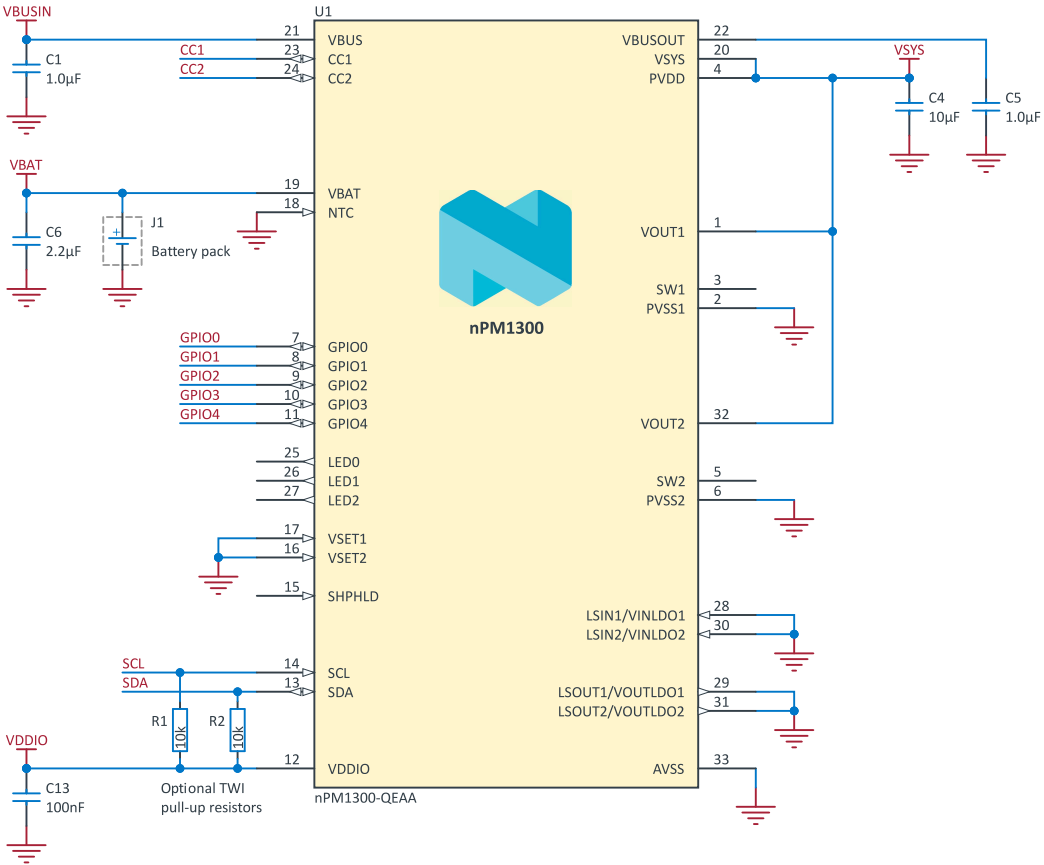 VBUSIN
U1
21 VBUS
C1
1.0µF
CC1 23 CC1
CC2 24 CC2
VBUSOUT 22
VSYS 20
PVDD 4
VSYS
C4
10µF
C5
1.0µF
VBAT
19 VBAT
18 NTC
C6
2.2µF
+
J1
Battery pack
VOUT1 1
SW1 3
PVSS1 2
nPM1300
GPIO0 7 GPIO0
GPIO1 8 GPIO1
GPIO2 9 GPIO2
GPIO3 10 GPIO3
GPIO4 11 GPIO4
VOUT2 32
25 LED0
26 LED1
27 LED2
SW2 5
PVSS2 6
17 VSET1
16 VSET2
15 SHPHLD
LSIN1/VINLDO1 28
LSIN2/VINLDO2 30
SCL 14 SCL
SDA 13 SDA
LSOUT1/VOUTLDO1 29
LSOUT2/VOUTLDO2 31
R1
10k
R2
10k
VDDIO
12 VDDIO
AVSS 33
C13
100nF
Optional TWI
pull-up resistors
nPM1300-QEAA